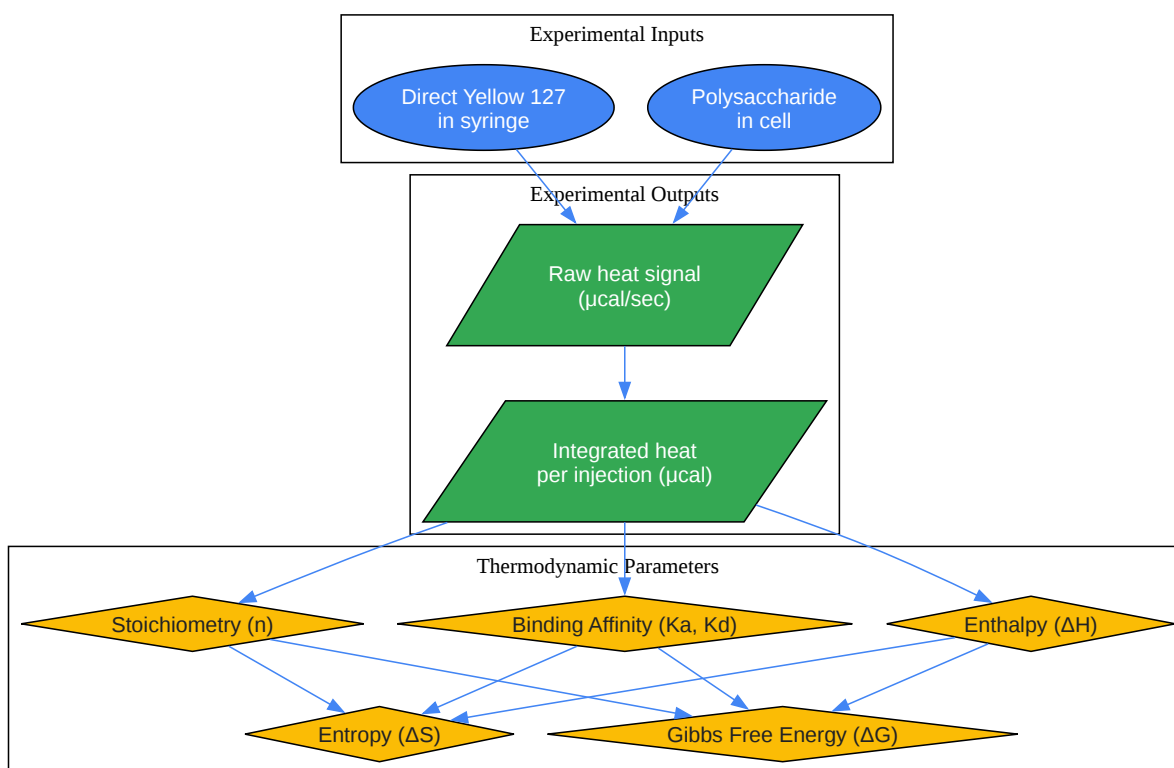 Experimental Inputs
Direct Yellow 127
in syringe
Polysaccharide
in cell
Experimental Outputs
Raw heat signal
(μcal/sec)
Integrated heat
per injection (μcal)
Thermodynamic Parameters
Stoichiometry (n)
Binding Affinity (Ka, Kd)
Enthalpy (ΔH)
Entropy (ΔS)
Gibbs Free Energy (ΔG)